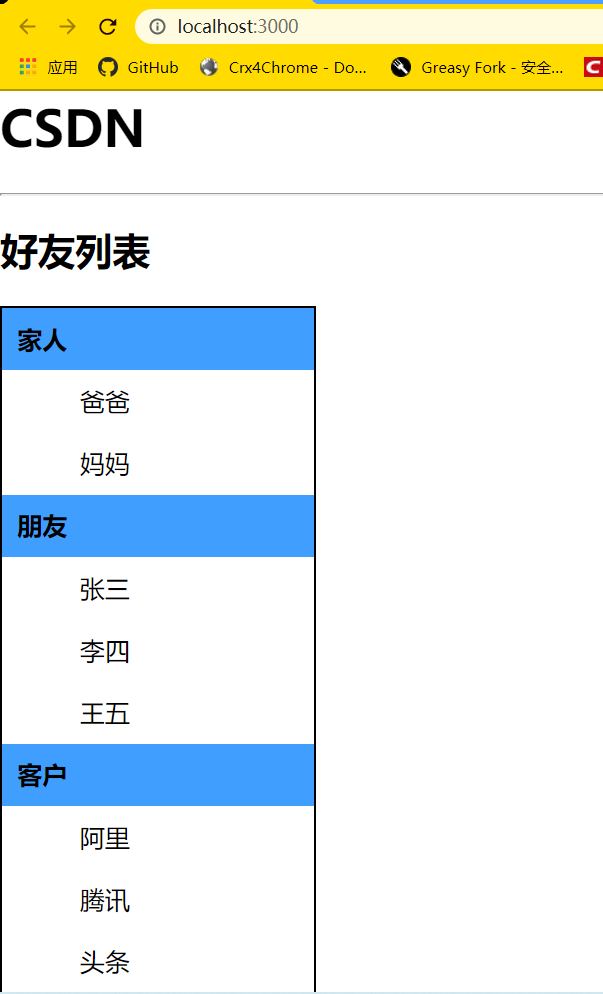 localhost:3000
应用 GitHub Crx4Chrome - Do... Greasy Fork - 安全... C
CSDN
好友列表
家人
爸爸
妈妈
朋友
张三
李四
王五
客户
阿里
腾讯
头条